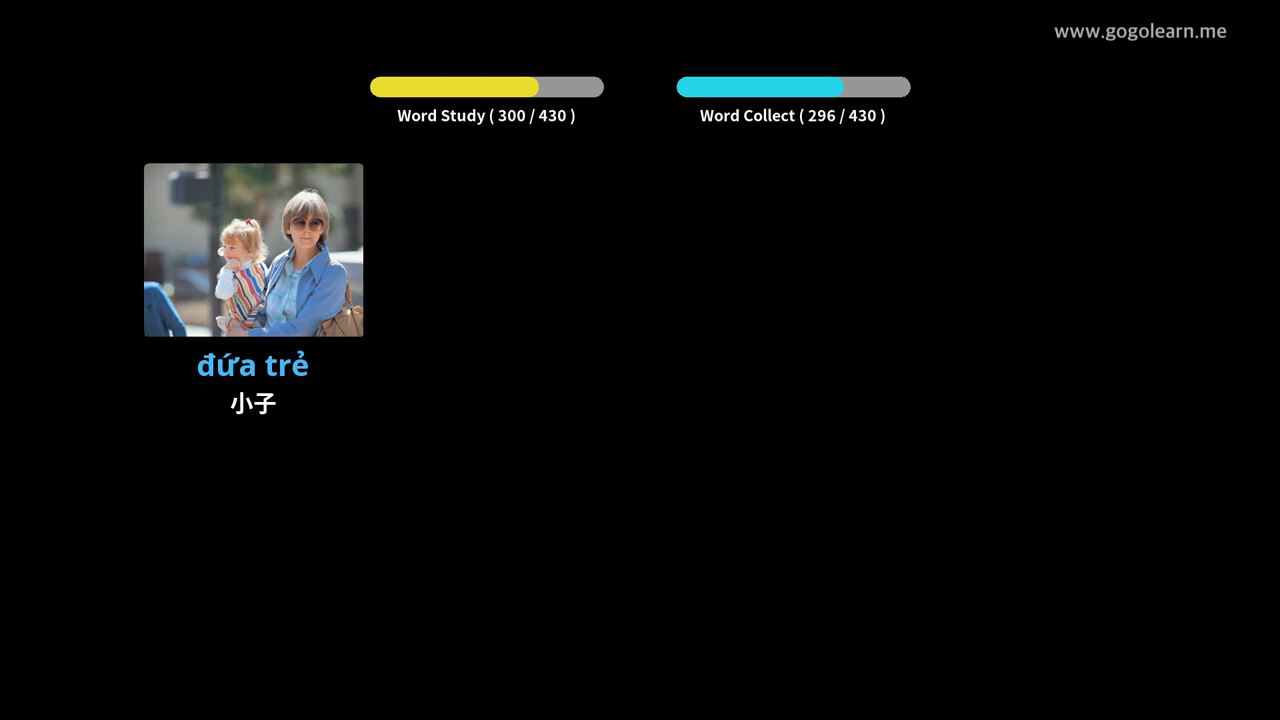 www.gogolearn.me
Word Study ( 300 / 430 )
Word Collect ( 296 / 430 )
đứa trẻ
小子